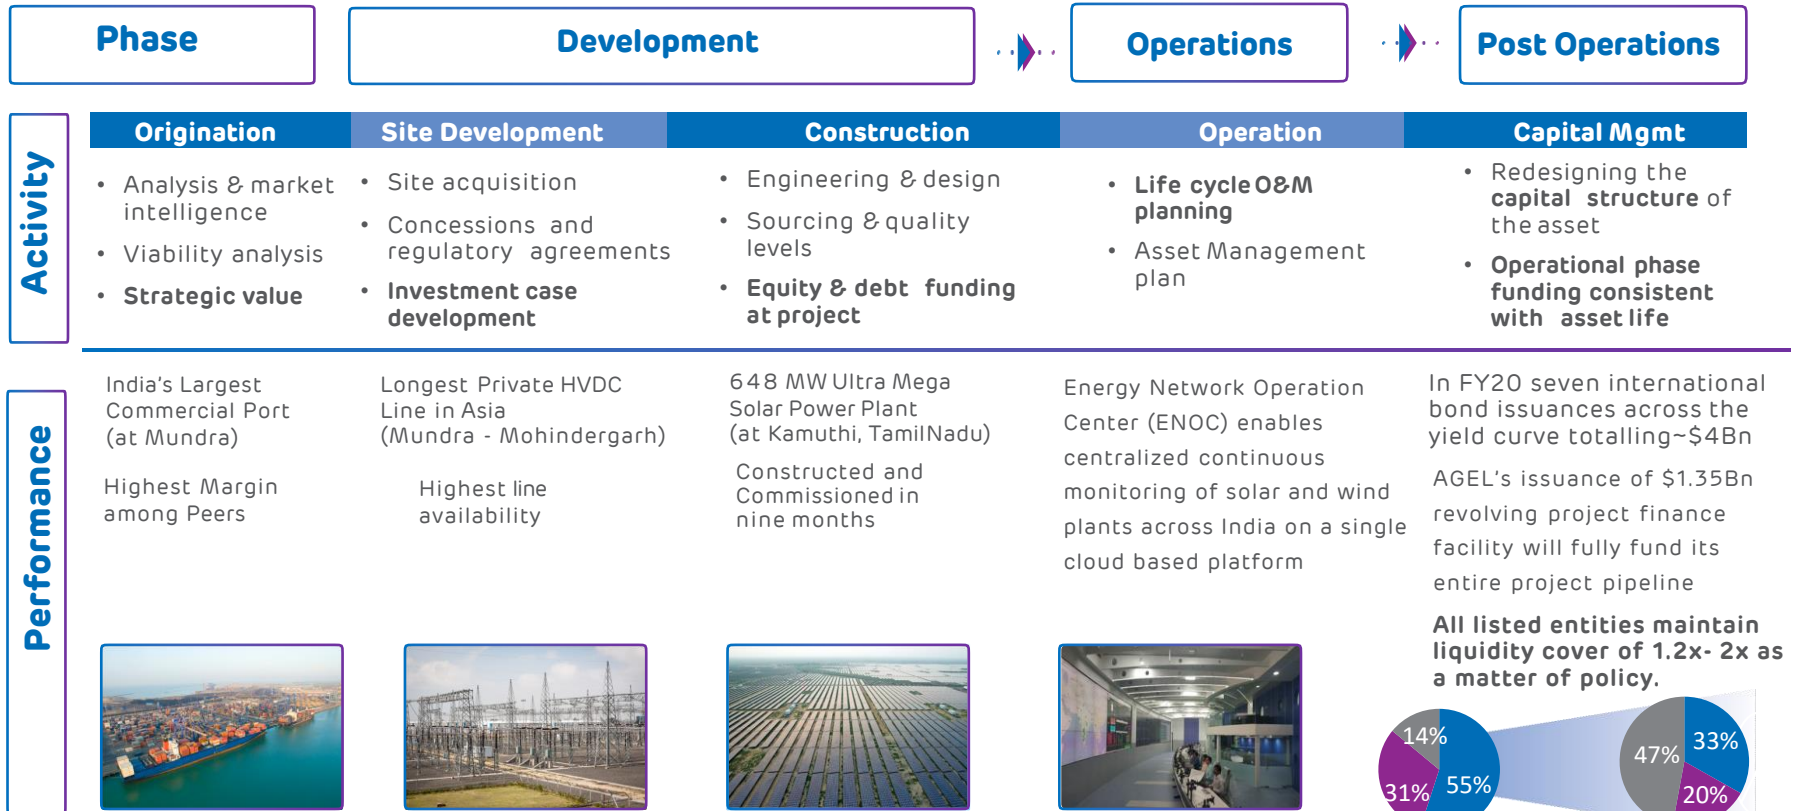 Phase
Development
Operations
Post Operations
Activity
Origination
Site Development
Construction
Operation
Capital Mgmt
• Analysis & market
intelligence
• Viability analysis
• Strategic value
• Site acquisition
• Concessions and
regulatory agreements
• Investment case
development
• Engineering & design
• Sourcing & quality
levels
• Equity & debt funding
at project
• Life cycle O&M
planning
• Asset Management
plan
• Redesigning the
capital structure of
the asset
• Operational phase
funding consistent
with asset life
Performance
India's Largest
Commercial Port
(at Mundra)
Highest Margin
among Peers
Longest Private HVDC
Line in Asia
(Mundra - Mohindergarh)
Highest line
availability
648 MW Ultra Mega
Solar Power Plant
(at Kamuthi, TamilNadu)
Constructed and
Commissioned in
nine months
Energy Network Operation
Center (ENOC) enables
centralized continuous
monitoring of solar and wind
plants across India on a single
cloud based platform
In FY20 seven international
bond issuances across the
yield curve totalling~$4Bn
AGEL's issuance of $1.35Bn
revolving project finance
facility will fully fund its
entire project pipeline
All listed entities maintain
liquidity cover of 1.2x- 2x as
a matter of policy.
14%
31%
55%
47%
33%
20%